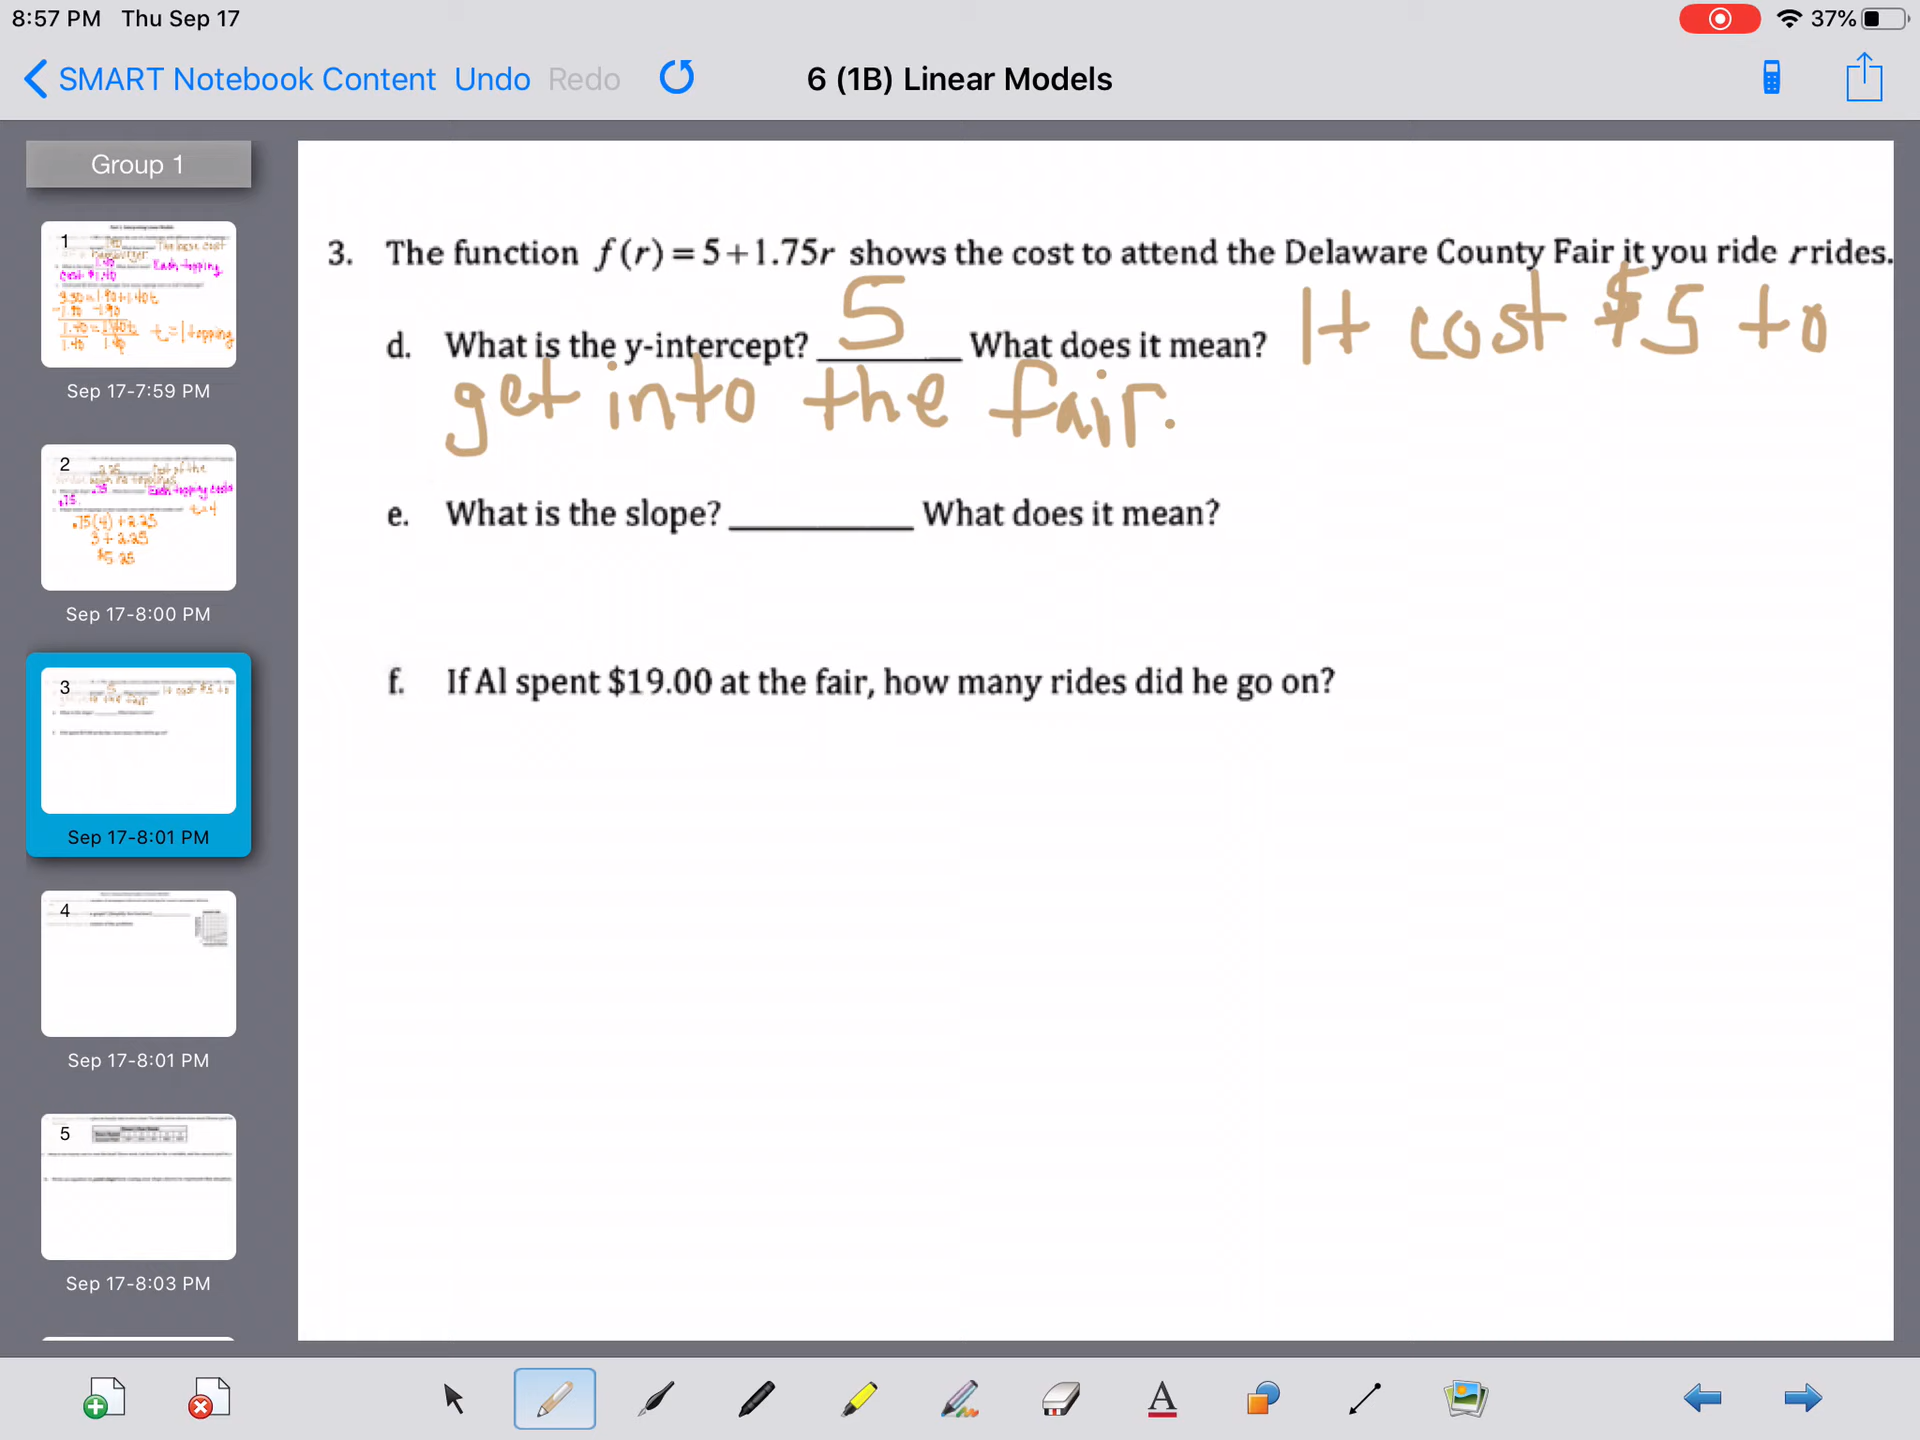 8:57 PM Thu Sep 17
37%
SMART Notebook Content Undo Redo
6 (1B) Linear Models
Group 1
1
Sep 17-7:59 PM
2
Sep 17-8:00 PM
3
Sep 17-8:01 PM
4
Sep 17-8:01 PM
5
Sep 17-8:03 PM
3. The function f(r) = 5+1.75r shows the cost to attend the Delaware County Fair it you ride r rides.
d. What is the y-intercept? 5 What does it mean? It cost $5 to
get into the fair.
e. What is the slope? __________ What does it mean?
f. If Al spent $19.00 at the fair, how many rides did he go on?
A